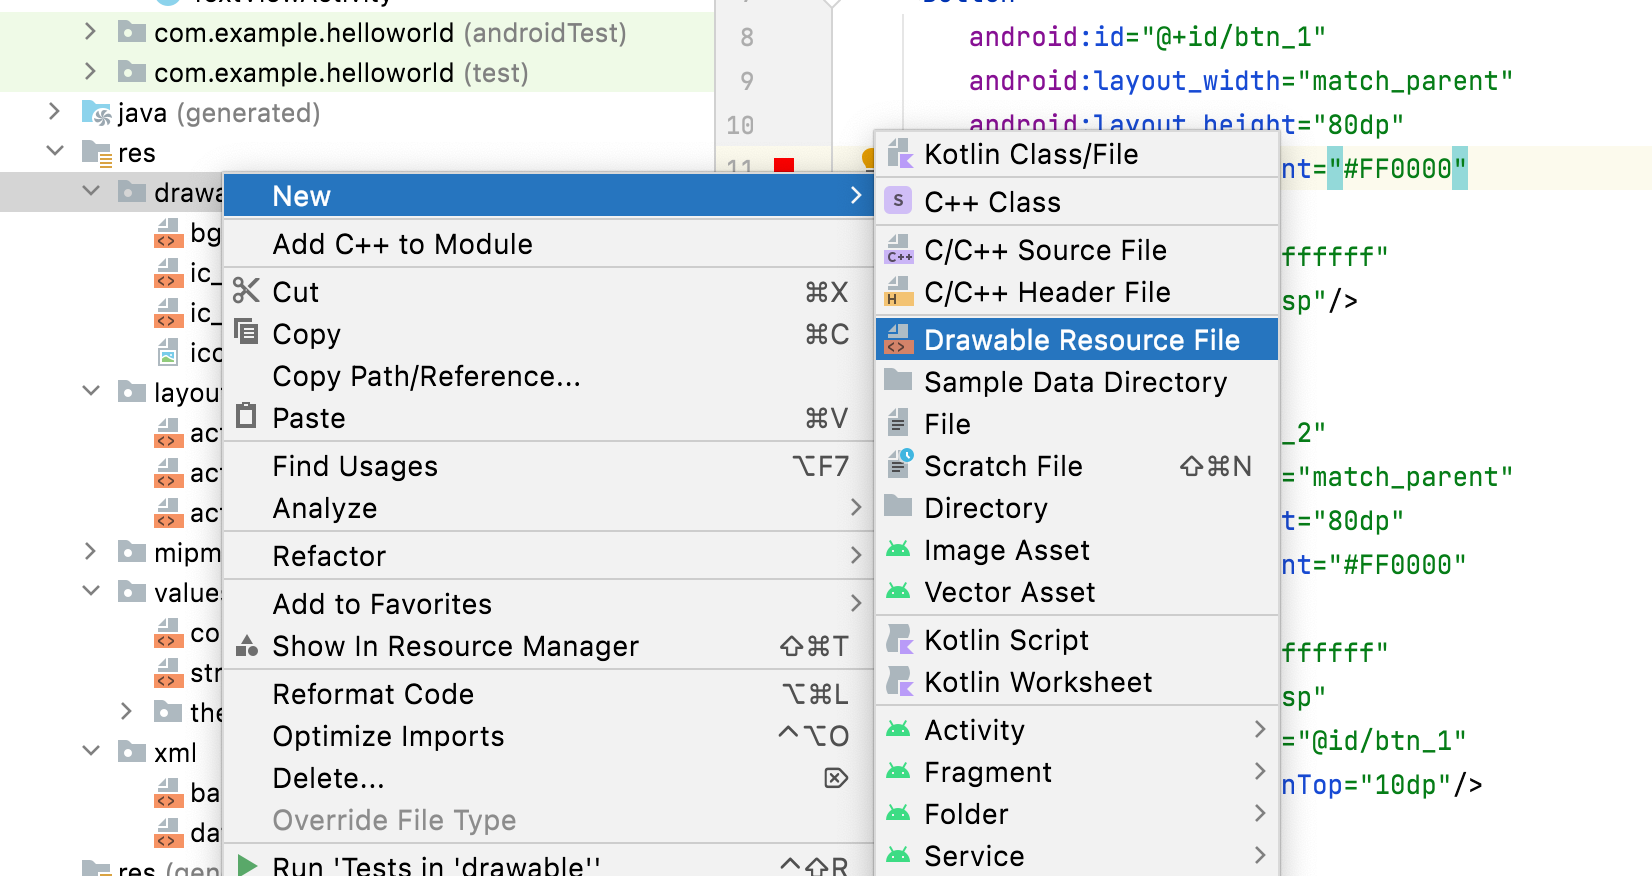 com.example.helloworld (androidTest)
com.example.helloworld (test)
java (generated)
res
drawa
bg
ic_
ic_
ico
layou
act
act
act
mipm
values
co
str
the
xml
ba
da
res (gen
New
Add C++ to Module
Cut ⌘X
Copy ⌘C
Copy Path/Reference...
Paste ⌘V
Find Usages ⌥F7
Analyze
Refactor
Add to Favorites
Show In Resource Manager ⇧⌘T
Reformat Code ⌥⌘L
Optimize Imports ^⌥O
Delete... ⌦
Override File Type
Run 'Tests in 'drawable'' ^⇧R
Kotlin Class/File
C++ Class
C/C++ Source File
C/C++ Header File
Drawable Resource File
Sample Data Directory
File
Scratch File ⇧⌘N
Directory
Image Asset
Vector Asset
Kotlin Script
Kotlin Worksheet
Activity
Fragment
Folder
Service
8 android:id="@+id/btn_1"
9 android:layout_width="match_parent"
10 android:layout_height="80dp"
11 nt="#FF0000"
ffffff"
sp"/>
_2"
="match_parent"
t="80dp"
nt="#FF0000"
ffffff"
sp"
="@id/btn_1"
nTop="10dp"/>